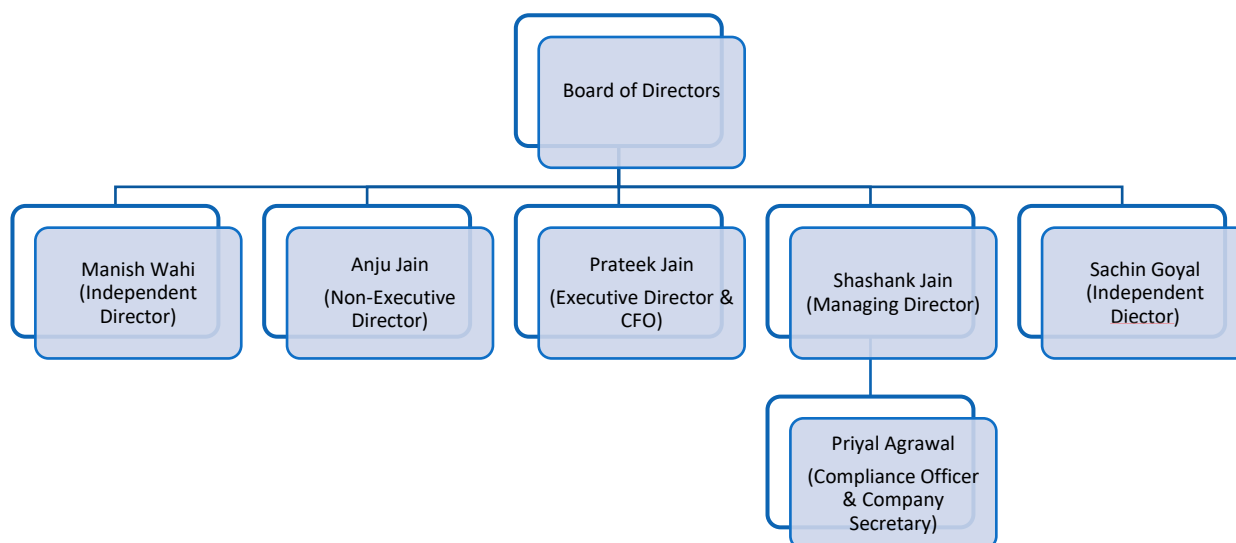 Board of Directors
Manish Wahi
(Independent
Director)
Anju Jain
(Non-Executive
Director)
Prateek Jain
(Executive Director &
CFO)
Shashank Jain
(Managing Director)
Sachin Goyal
(Independent
Diector)
Priyal Agrawal
(Compliance Officer
& Company
Secretary)